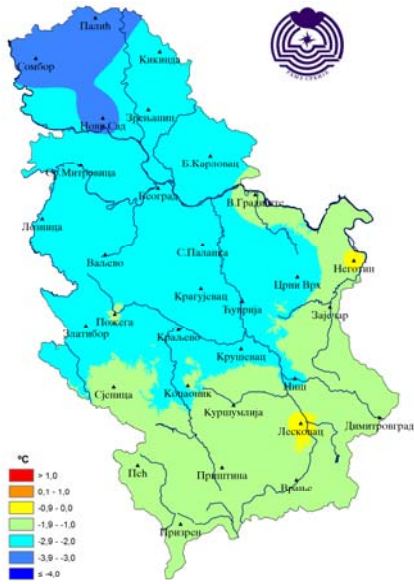 Палић
Сомбор
Кикинда
Нови Сад
Зрењанин
Б.Карловац
Ср.Митровица
Београд
В.Градиште
Лозница
С.Паланка
Неготин
Ваљево
Црни Врх
Крагујевац
Ћуприја
Зајечар
Пожега
Златибор
Краљево
Крушевац
Ниш
Сјеница
Копаоник
Куршумлија
Димитровград
Лесковац
Пећ
Приштина
Врање
Призрен
°C
> 1,0
0,1 - 1,0
-0,9 - 0,0
-1,9 - -1,0
-2,9 - -2,0
-3,9 - -3,0
≤ -4,0